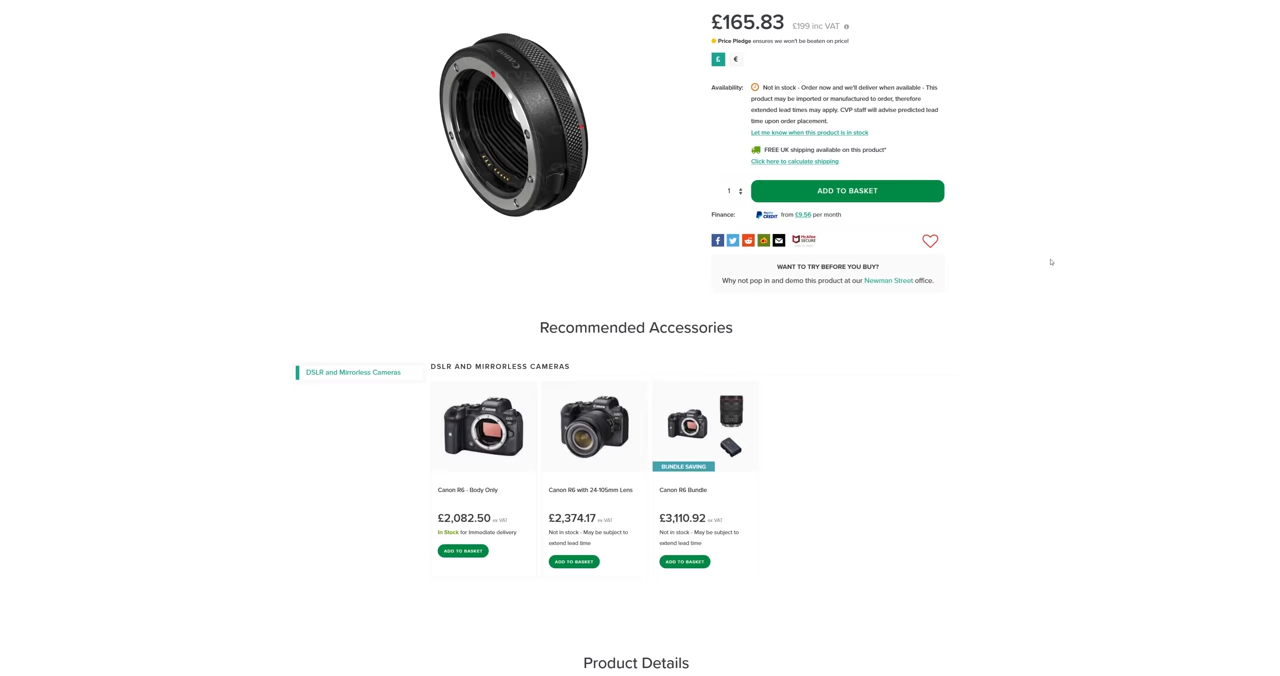 £165.83 £199 inc VAT
Price Pledge ensures we won't be beaten on price!
£ €
Availability: Not in stock - Order now and we'll deliver when available - This
product may be imported or manufactured to order, therefore
extended lead times may apply. CVP staff will advise predicted lead
time upon order placement.
Let me know when this product is in stock
FREE UK shipping available on this product*
Click here to calculate shipping
1 ADD TO BASKET
Finance: CREDIT from £9.56 per month
McAfee
SECURE
WANT TO TRY BEFORE YOU BUY?
Why not pop in and demo this product at our Newman Street office.
Recommended Accessories
DSLR and Mirrorless Cameras
DSLR AND MIRRORLESS CAMERAS
BUNDLE SAVING
Canon R6 - Body Only
£2,082.50 ex VAT
In Stock for immediate delivery
ADD TO BASKET
Canon R6 with 24-105mm Lens
£2,374.17 ex VAT
Not in stock - May be subject to
extend lead time
ADD TO BASKET
Canon R6 Bundle
£3,110.92 ex VAT
Not in stock - May be subject to
extend lead time
ADD TO BASKET
Product Details